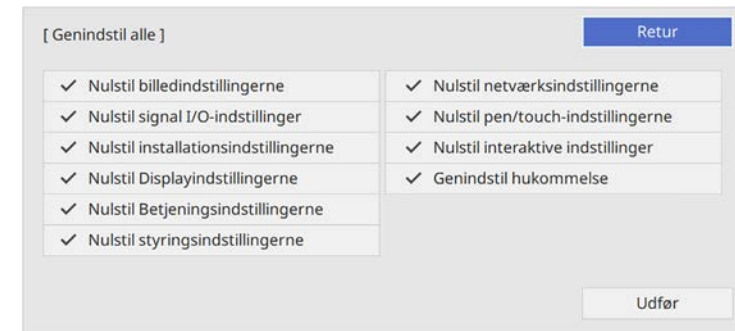 [ Genindstil alle ]
Retur
Nulstil billedindstillingerne
Nulstil signal I/O-indstillinger
Nulstil installationsindstillingerne
Nulstil Displayindstillingerne
Nulstil Betjeningsindstillingerne
Nulstil styringsindstillingerne
Nulstil netværksindstillingerne
Nulstil pen/touch-indstillingerne
Nulstil interaktive indstillinger
Genindstil hukommelse
Udfør